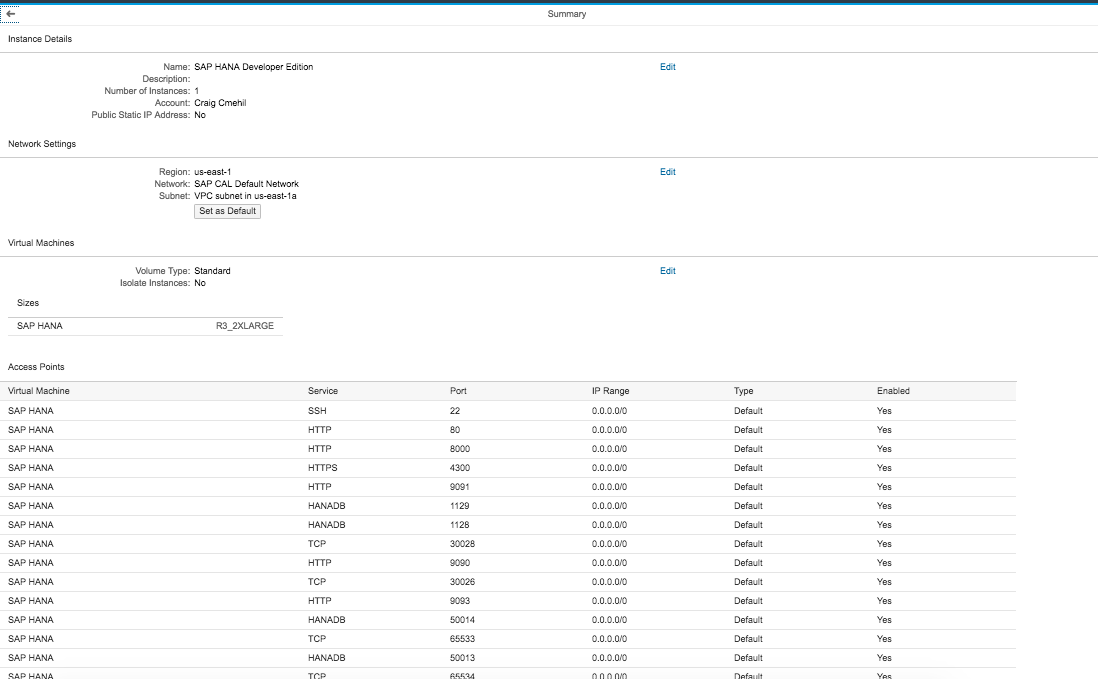 Summary
Instance Details
Name: SAP HANA Developer Edition Edit
Description:
Number of Instances: 1
Account: Craig Cmehil
Public Static IP Address: No
Network Settings
Region: us-east-1 Edit
Network: SAP CAL Default Network
Subnet: VPC subnet in us-east-1a
Set as Default
Virtual Machines
Volume Type: Standard Edit
Isolate Instances: No
Sizes
SAP HANA R3_2XLARGE
Access Points
Virtual Machine Service Port IP Range Type Enabled
SAP HANA SSH 22 0.0.0.0/0 Default Yes
SAP HANA HTTP 80 0.0.0.0/0 Default Yes
SAP HANA HTTP 8000 0.0.0.0/0 Default Yes
SAP HANA HTTPS 4300 0.0.0.0/0 Default Yes
SAP HANA HTTP 9091 0.0.0.0/0 Default Yes
SAP HANA HANADB 1129 0.0.0.0/0 Default Yes
SAP HANA HANADB 1128 0.0.0.0/0 Default Yes
SAP HANA TCP 30028 0.0.0.0/0 Default Yes
SAP HANA HTTP 9090 0.0.0.0/0 Default Yes
SAP HANA TCP 30026 0.0.0.0/0 Default Yes
SAP HANA HTTP 9093 0.0.0.0/0 Default Yes
SAP HANA HANADB 50014 0.0.0.0/0 Default Yes
SAP HANA TCP 65533 0.0.0.0/0 Default Yes
SAP HANA HANADB 50013 0.0.0.0/0 Default Yes
SAP HANA TCP 65534 0.0.0.0/0 Default Yes